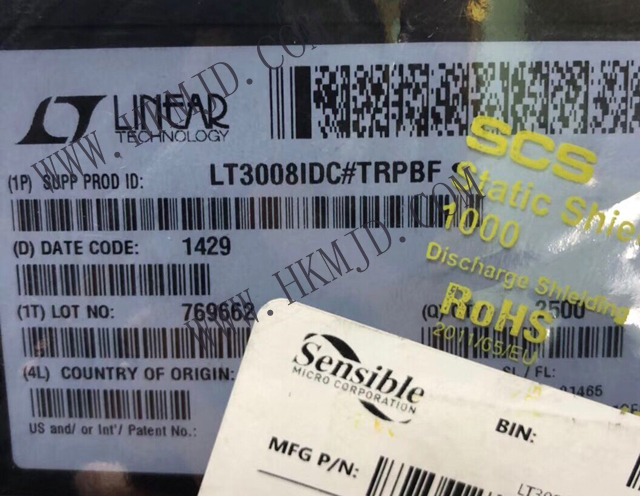 WWW.HKMJD.COM
LINEAR
TECHNOLOGY
(1P) SUPP PROD ID: LT3008IDC#TRPBF
SCS
Static Shie
1000
Discharge Shielding
RoHS
2011/65/EU
(D) DATE CODE: 1429
WWW.HKMJD.COM
(1T) LOT NO: 769662
2500
SL / FL:
(4L) COUNTRY OF ORIGIN:
US and/ or Int'/ Patent No.:
Sensible
MICRO CORPORATION
BIN:
MFG P/N: